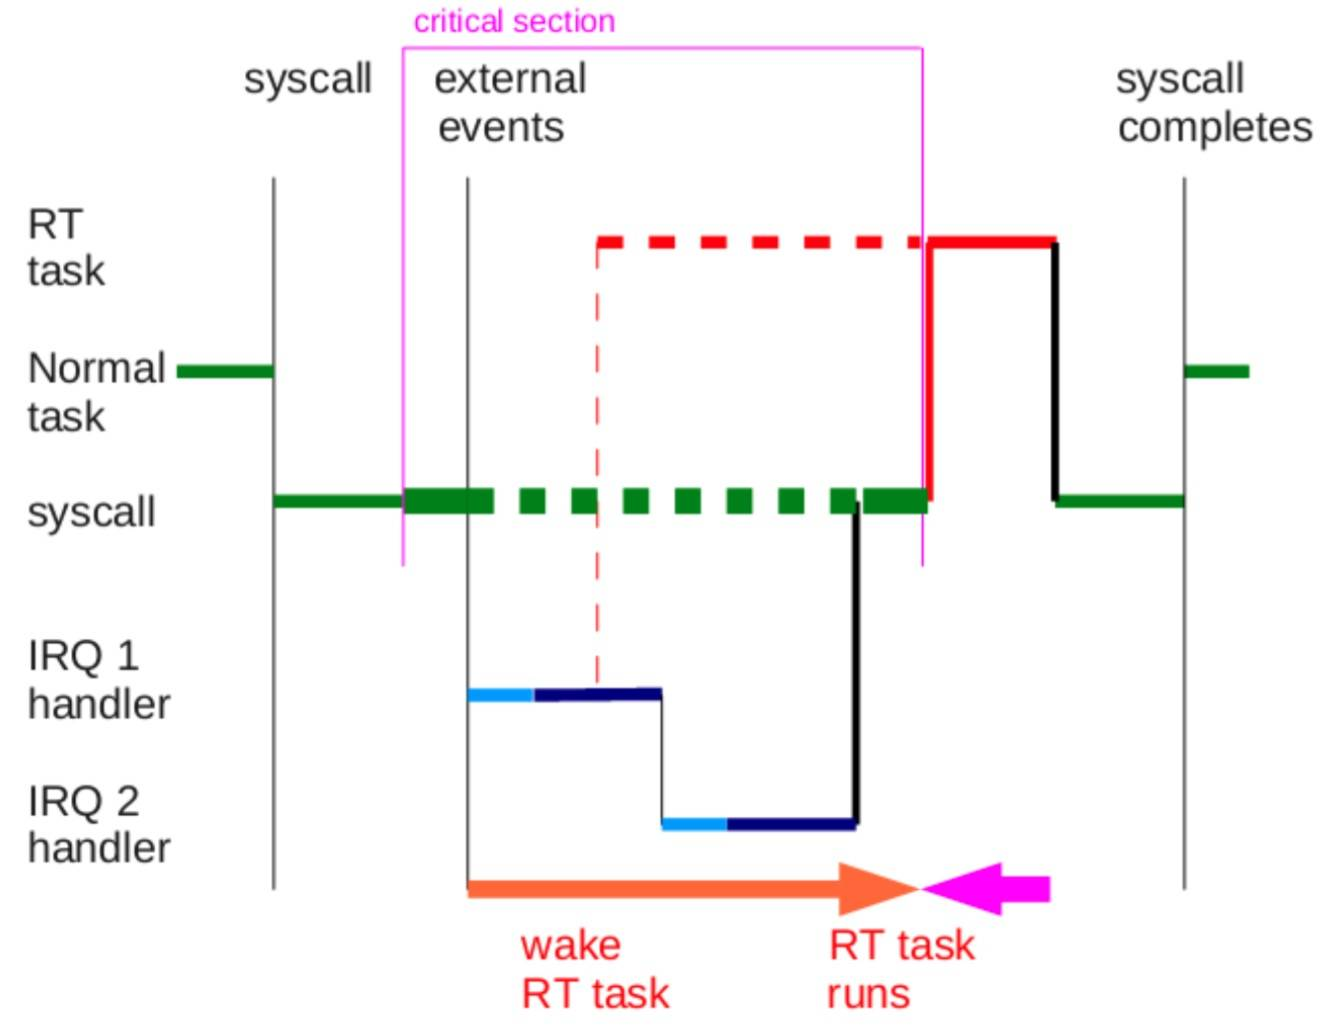 critical section
syscall
external
events
syscall
completes
RT
task
Normal
task
syscall
IRQ 1
handler
IRQ 2
handler
wake
RT task
RT task
runs